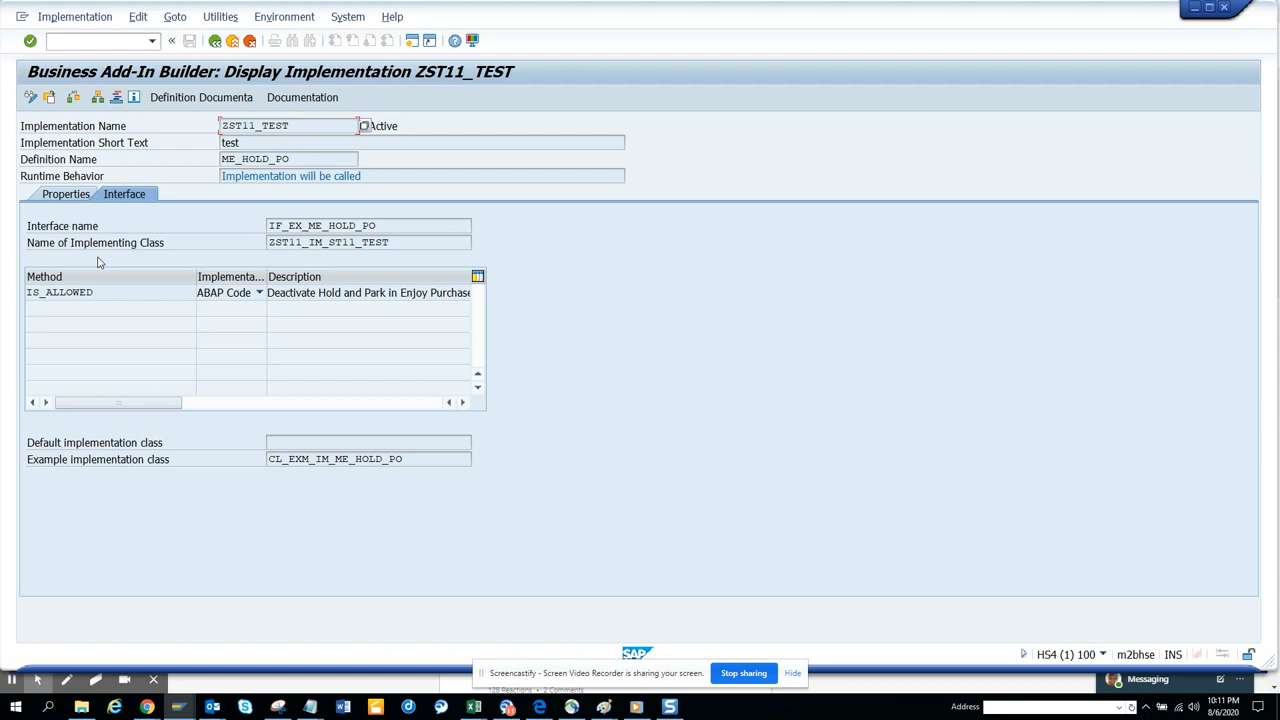 Implementation Edit Goto Utilities Environment System Help
Business Add-In Builder: Display Implementation ZST11_TEST
Definition Documenta Documentation
Implementation Name ZST11_TEST Active
Implementation Short Text test
Definition Name ME_HOLD_PO
Runtime Behavior Implementation will be called
Properties Interface
Interface name IF_EX_ME_HOLD_PO
Name of Implementing Class ZST11_IM_ST11_TEST
Method Implementa... Description
IS_ALLOWED ABAP Code Deactivate Hold and Park in Enjoy Purchase
Default implementation class
Example implementation class CL_EXM_IM_ME_HOLD_PO
SAP HS4 (1) 100 m2bhse INS
Screencastify - Screen Video Recorder is sharing your screen. Stop sharing Hide
Messaging
128 Reactions • 2 Comments
Address
10:11 PM
8/6/2020